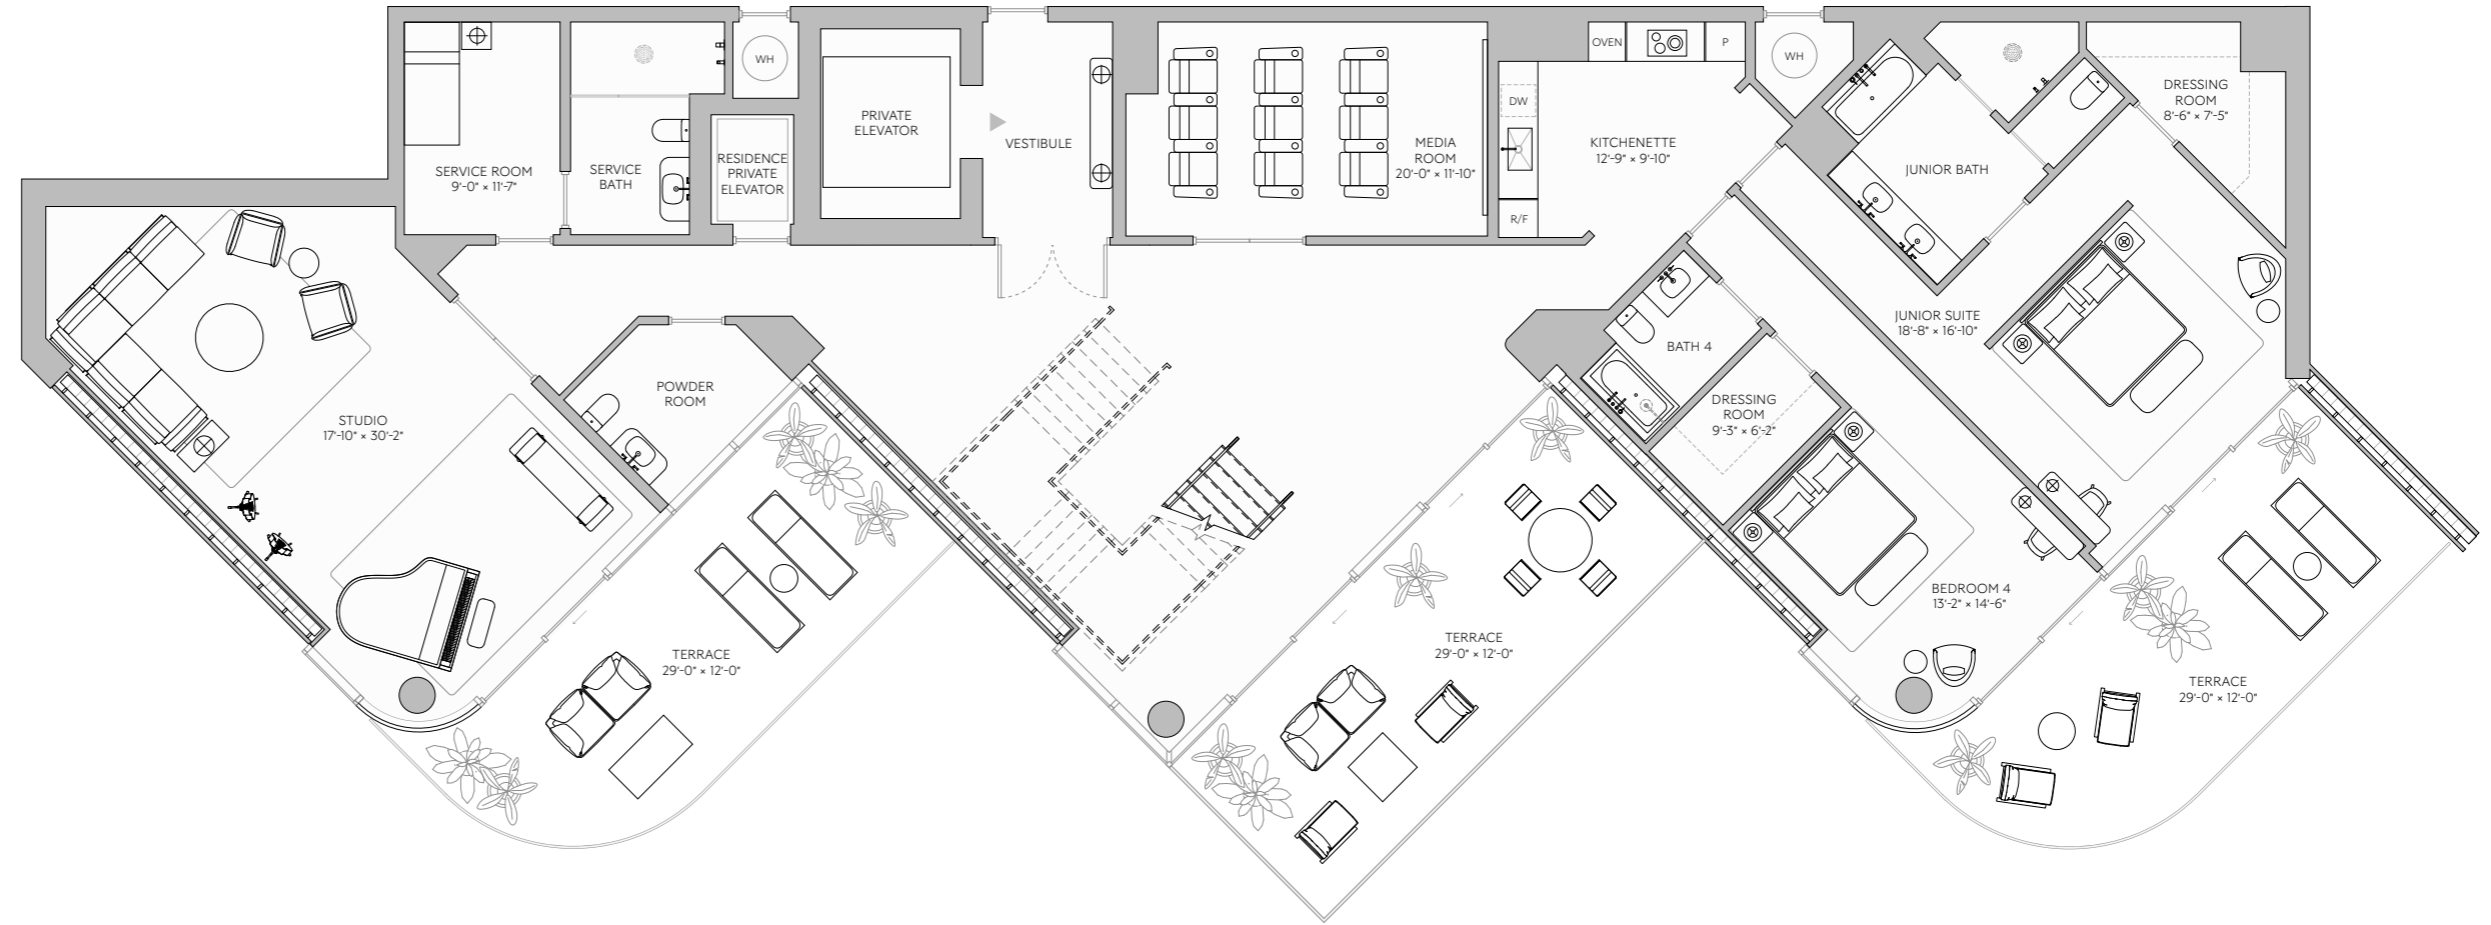 WH
OVEN
P
WH
DRESSING
ROOM
8'-6" × 7'-5"
PRIVATE
ELEVATOR
VESTIBULE
DW
MEDIA
ROOM
20'-0" × 11'-10"
KITCHENETTE
12'-9" × 9'-10"
SERVICE ROOM
9'-0" × 11'-7"
SERVICE
BATH
RESIDENCE
PRIVATE
ELEVATOR
JUNIOR BATH
R/F
JUNIOR SUITE
18'-8" × 16'-10"
BATH 4
POWDER
ROOM
DRESSING
ROOM
9'-3" × 6'-2"
STUDIO
17'-10" × 30'-2"
BEDROOM 4
13'-2" × 14'-6"
TERRACE
29'-0" × 12'-0"
TERRACE
29'-0" × 12'-0"
TERRACE
29'-0" × 12'-0"